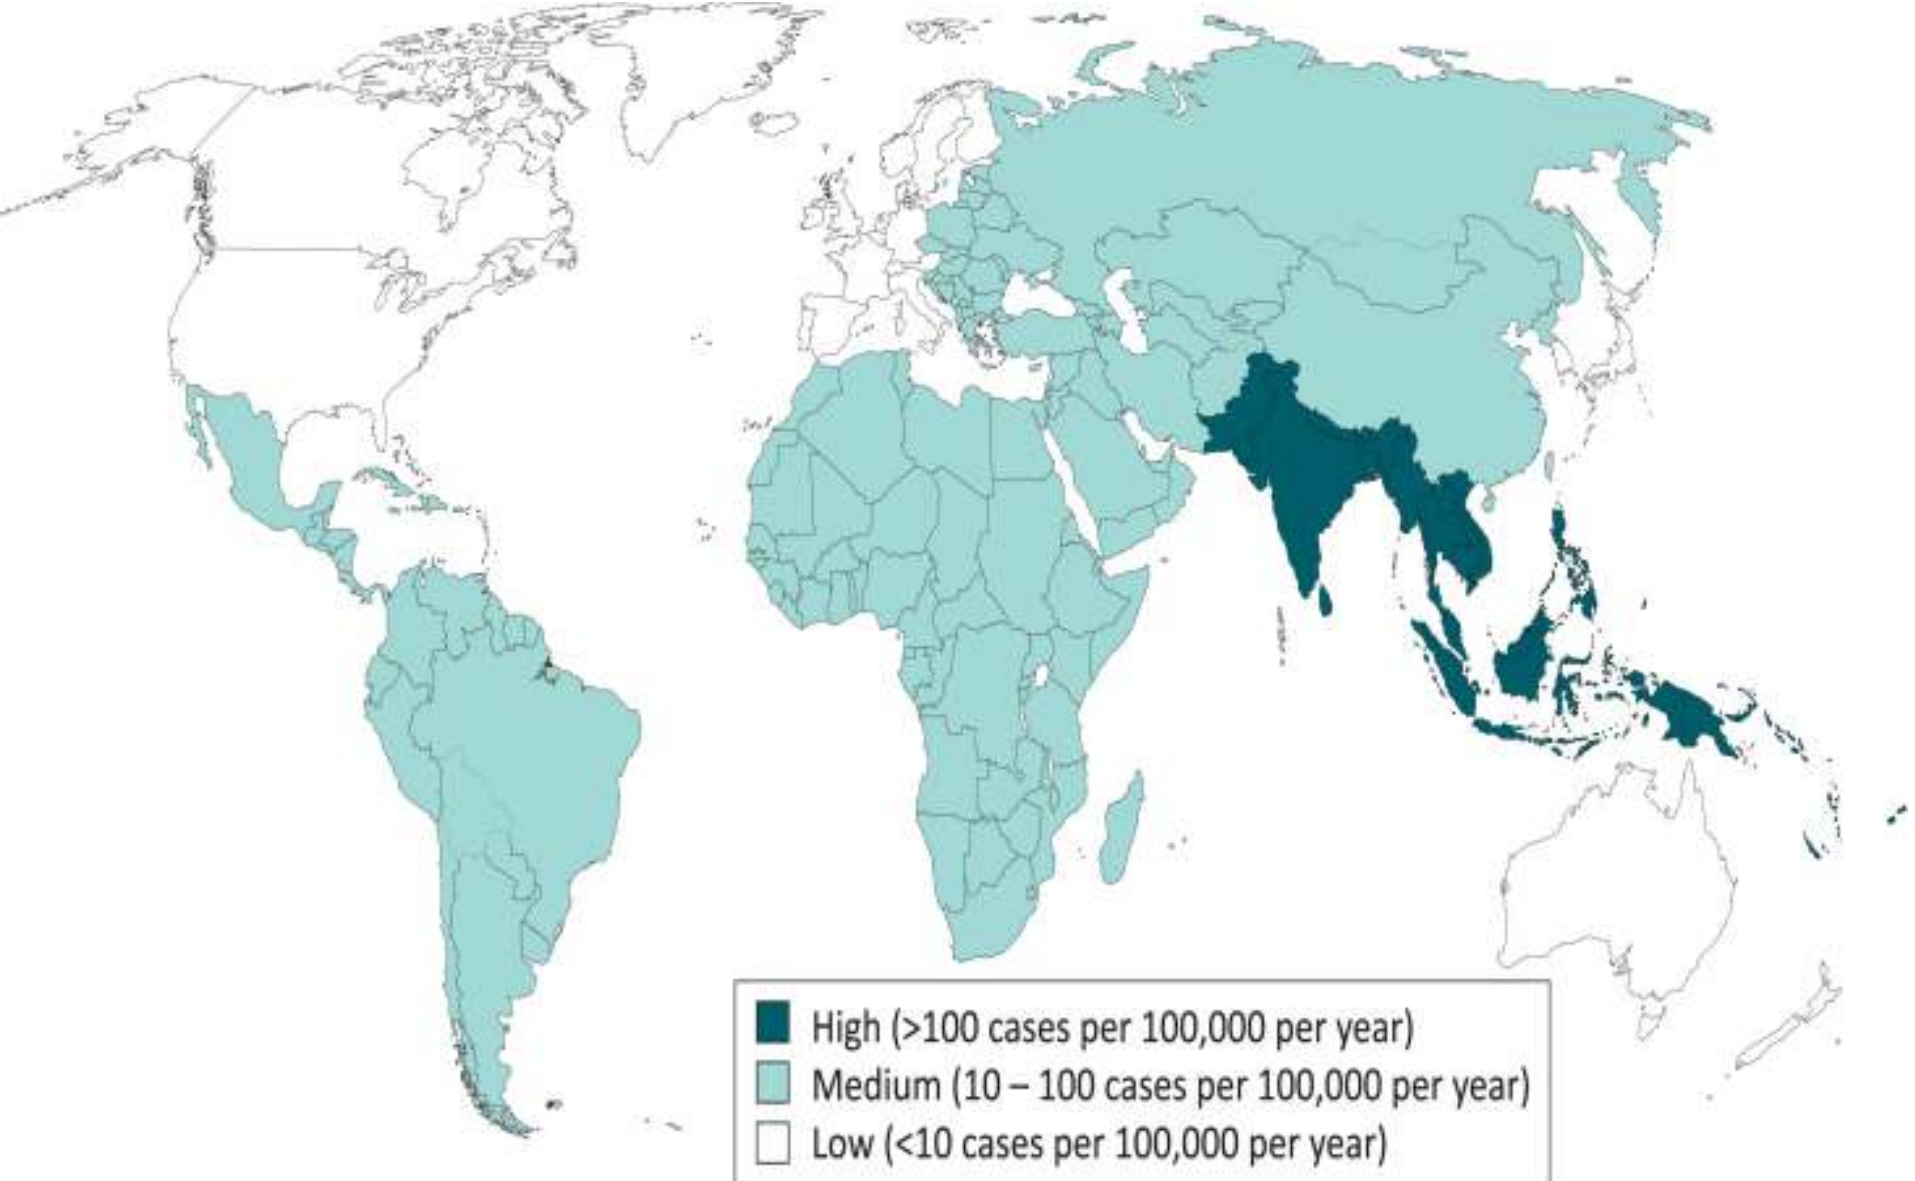 High (>100 cases per 100,000 per year)
Medium (10 – 100 cases per 100,000 per year)
Low (<10 cases per 100,000 per year)